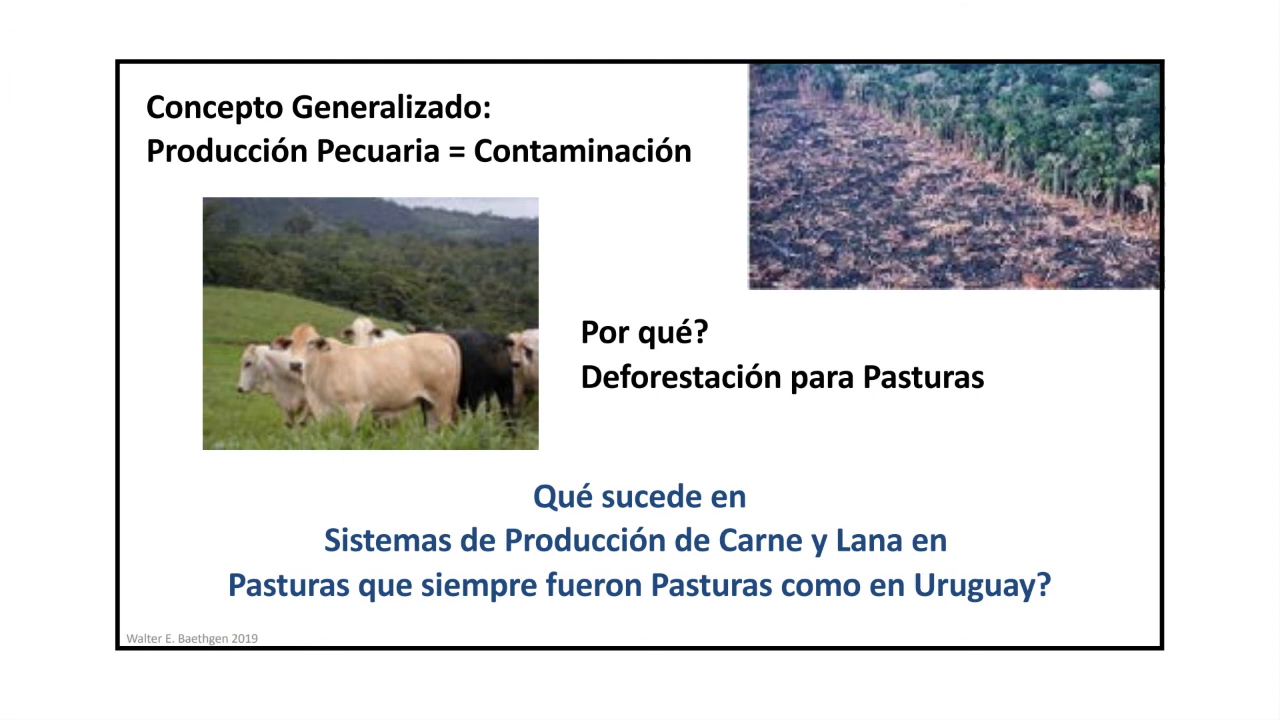 Concepto Generalizado:
Producción Pecuaria = Contaminación
Por qué?
Deforestación para Pasturas
Qué sucede en
Sistemas de Producción de Carne y Lana en
Pasturas que siempre fueron Pasturas como en Uruguay?
Walter E. Baethgen 2019